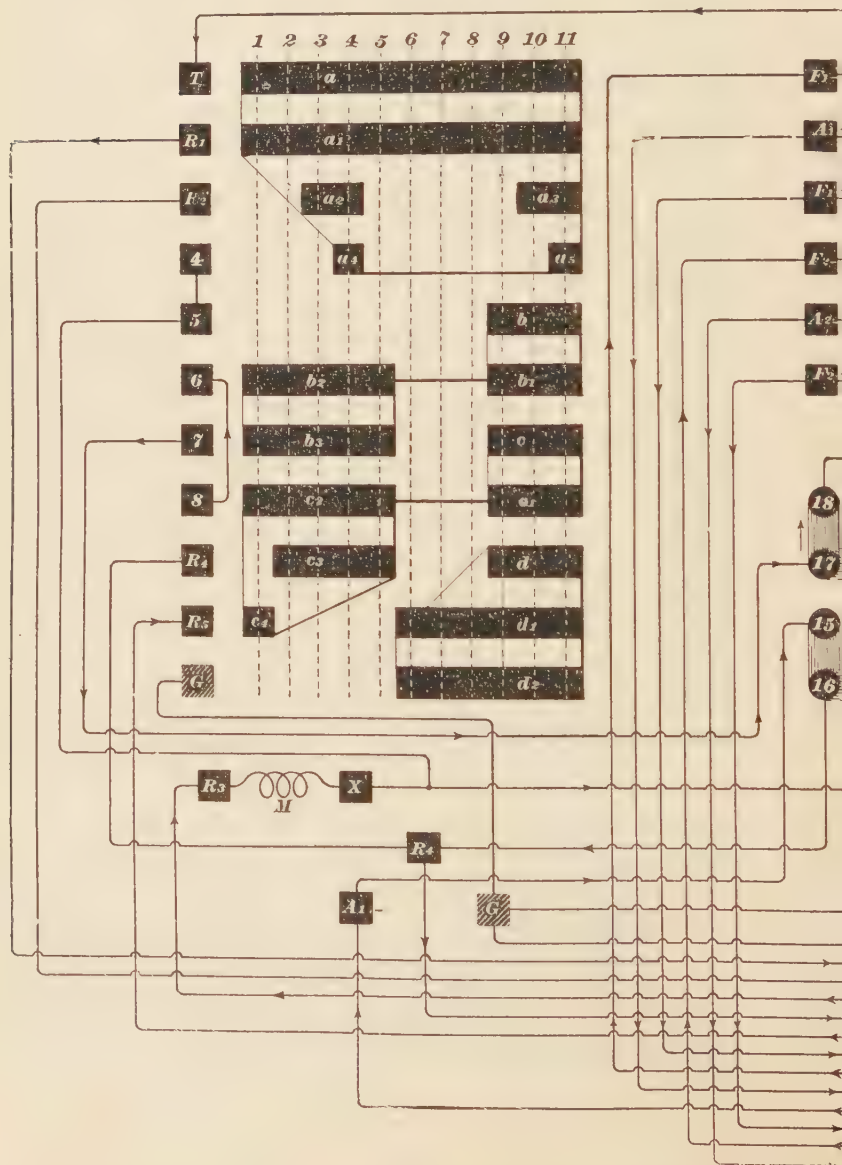 1 2 3 4 5 6 7 8 9 10 11
T a F1
R1 a1 A1
R2 a2 a3 F1
4 a4 a5 F2
5 b A2
6 b2 b1 F2
7 b3 c
8 c2 c1 18
R4 c3 d 17
R5 c4 d1 15
G d2 16
R3 M X
R4
A1 G